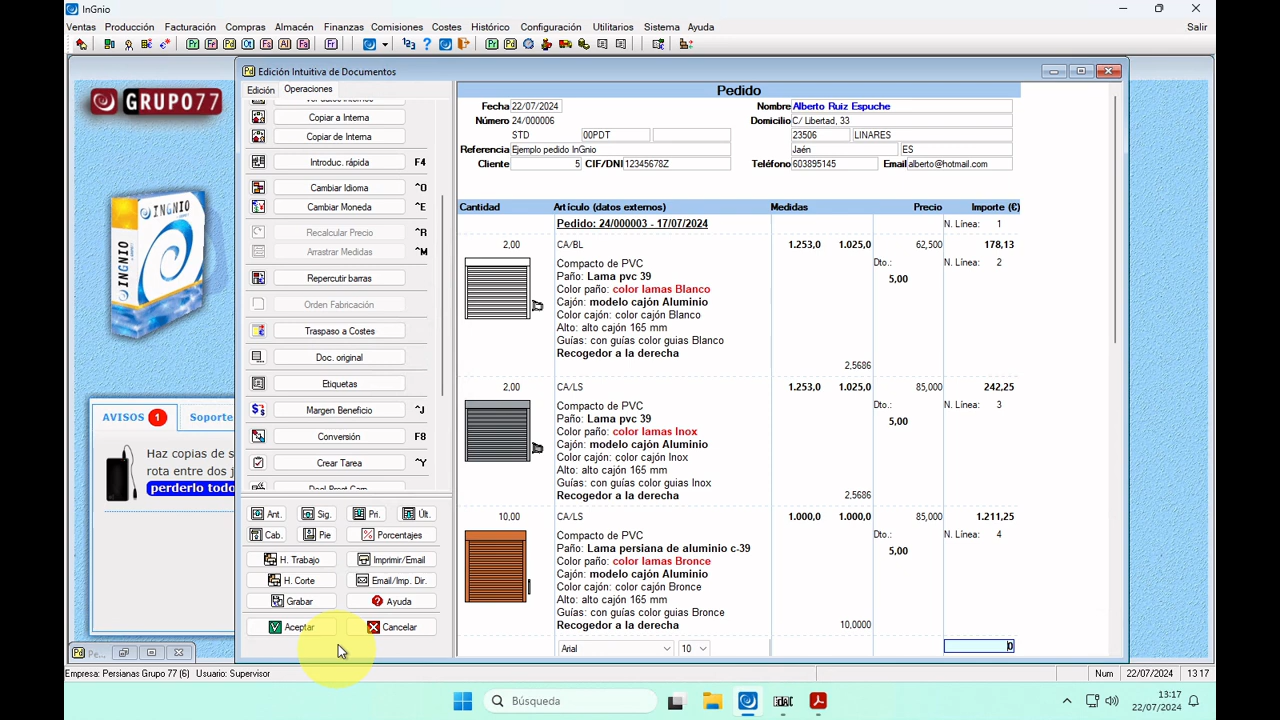 InGnio
Ventas Producción Facturación Compras Almacén Finanzas Comisiones Costes Histórico Configuración Utilitarios Sistema Ayuda Salir
GRUPO77
INGNIO
INGNIO
AVISOS 1 Soporte
Haz copias de s
rota entre dos j
perderlo todo
Pd Pe...
Edición Intuitiva de Documentos
Edición Operaciones
Copiar a Interna
Copiar de Interna
Introduc. rápida F4
Cambiar Idioma ^O
Cambiar Moneda ^E
Recalcular Precio ^R
Arrastrar Medidas ^M
Repercutir barras
Orden Fabricación
Traspaso a Costes
Doc. original
Etiquetas
Margen Beneficio ^J
Conversión F8
Crear Tarea ^Y
Ant. Sig. Pri. Últ.
Cab. Pie Porcentajes
H. Trabajo Imprimir/Email
H. Corte Email/Imp. Dir.
Grabar Ayuda
Aceptar Cancelar
Pedido
Fecha 22/07/2024 Nombre Alberto Ruiz Espuche
Número 24/000006 Domicilio C/ Libertad, 33
STD 00PDT 23506 LINARES
Referencia Ejemplo pedido InGnio Jaén ES
Cliente 5 CIF/DNI 12345678Z Teléfono 603895145 Email alberto@hotmail.com
Cantidad Artículo (datos externos) Medidas Precio Importe (€)
Pedido: 24/000003 - 17/07/2024 N. Línea: 1
2,00 CA/BL 1.253,0 1.025,0 62,500 178,13
Compacto de PVC Dto.: N. Línea: 2
Paño: Lama pvc 39 5,00
Color paño: color lamas Blanco
Cajón: modelo cajón Aluminio
Color cajón: color cajón Blanco
Alto: alto cajón 165 mm
Guías: con guías color guias Blanco
Recogedor a la derecha
2,5686
2,00 CA/LS 1.253,0 1.025,0 85,000 242,25
Compacto de PVC Dto.: N. Línea: 3
Paño: Lama pvc 39 5,00
Color paño: color lamas Inox
Cajón: modelo cajón Aluminio
Color cajón: color cajón Inox
Alto: alto cajón 165 mm
Guías: con guías color guias Inox
Recogedor a la derecha 2,5686
10,00 CA/LS 1.000,0 1.000,0 85,000 1.211,25
Compacto de PVC Dto.: N. Línea: 4
Paño: Lama persiana de aluminio c-39 5,00
Color paño: color lamas Bronce
Cajón: modelo cajón Aluminio
Color cajón: color cajón Bronce
Alto: alto cajón 165 mm
Guías: con guías color guias Bronce
Recogedor a la derecha 10,0000
Arial 10 0
Empresa: Persianas Grupo 77 (6) Usuario: Supervisor Num 22/07/2024 13 17
Búsqueda
13:17
22/07/2024